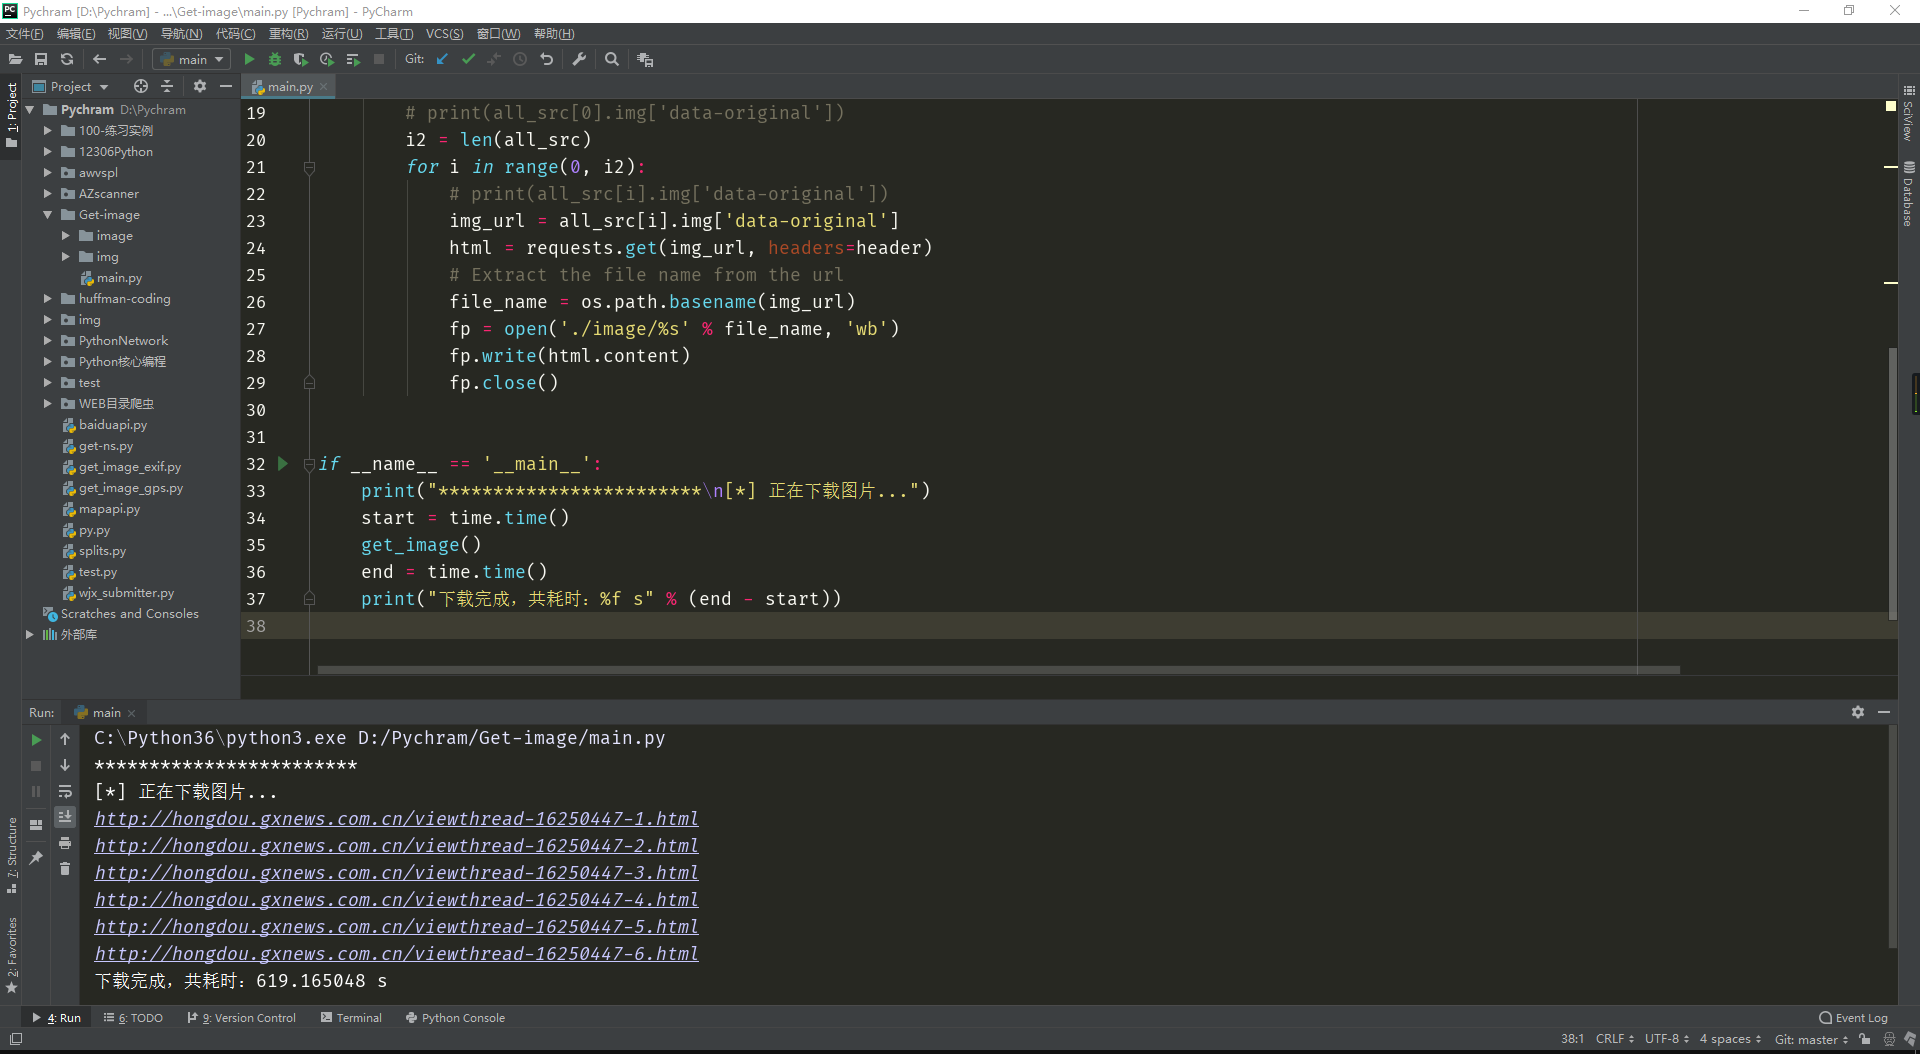 Pychram [D:\Pychram] - ...\Get-image\main.py [Pychram] - PyCharm
文件(F) 编辑(E) 视图(V) 导航(N) 代码(C) 重构(R) 运行(U) 工具(T) VCS(S) 窗口(W) 帮助(H)
main Git:
Project main.py
1: Project
Pychram D:\Pychram
100-练习实例
12306Python
awvspl
AZscanner
Get-image
image
img
main.py
huffman-coding
img
PythonNetwork
Python核心编程
test
WEB目录爬虫
baiduapi.py
get-ns.py
get_image_exif.py
get_image_gps.py
mapapi.py
py.py
splits.py
test.py
wjx_submitter.py
Scratches and Consoles
外部库
19 # print(all_src[0].img['data-original'])
20 i2 = len(all_src)
21 for i in range(0, i2):
22 # print(all_src[i].img['data-original'])
23 img_url = all_src[i].img['data-original']
24 html = requests.get(img_url, headers=header)
25 # Extract the file name from the url
26 file_name = os.path.basename(img_url)
27 fp = open('./image/%s' % file_name, 'wb')
28 fp.write(html.content)
29 fp.close()
30
31
32 if __name__ == '__main__':
33 print("************************\n[*] 正在下载图片...")
34 start = time.time()
35 get_image()
36 end = time.time()
37 print("下载完成，共耗时：%f s" % (end - start))
38
SciView
Database
Run: main
C:\Python36\python3.exe D:/Pychram/Get-image/main.py
************************
[*] 正在下载图片...
http://hongdou.gxnews.com.cn/viewthread-16250447-1.html
http://hongdou.gxnews.com.cn/viewthread-16250447-2.html
http://hongdou.gxnews.com.cn/viewthread-16250447-3.html
http://hongdou.gxnews.com.cn/viewthread-16250447-4.html
http://hongdou.gxnews.com.cn/viewthread-16250447-5.html
http://hongdou.gxnews.com.cn/viewthread-16250447-6.html
下载完成，共耗时：619.165048 s
7: Structure
2: Favorites
4: Run 6: TODO 9: Version Control Terminal Python Console Event Log
38:1 CRLF UTF-8 4 spaces Git: master